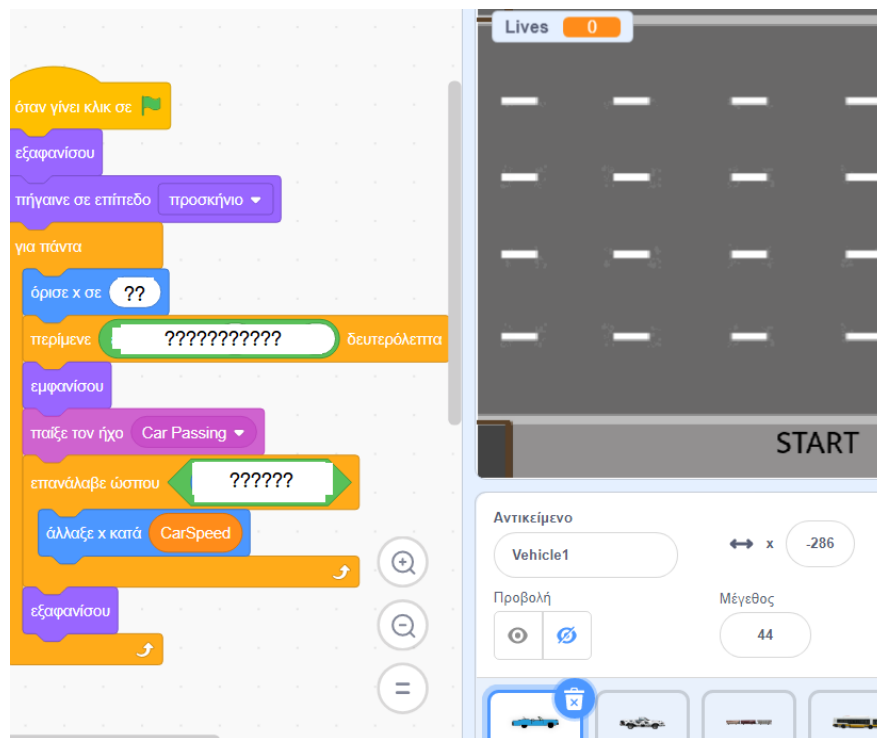 Lives 0
όταν γίνει κλικ σε
εξαφανίσου
πήγαινε σε επίπεδο προσκήνιο
για πάντα
όρισε x σε ??
περίμενε ??????????? δευτερόλεπτα
εμφανίσου
παίξε τον ήχο Car Passing
επανάλαβε ώσπου ??????
άλλαξε x κατά CarSpeed
εξαφανίσου
=
START
Αντικείμενο
Vehicle1
x -286
Προβολή
Μέγεθος
44